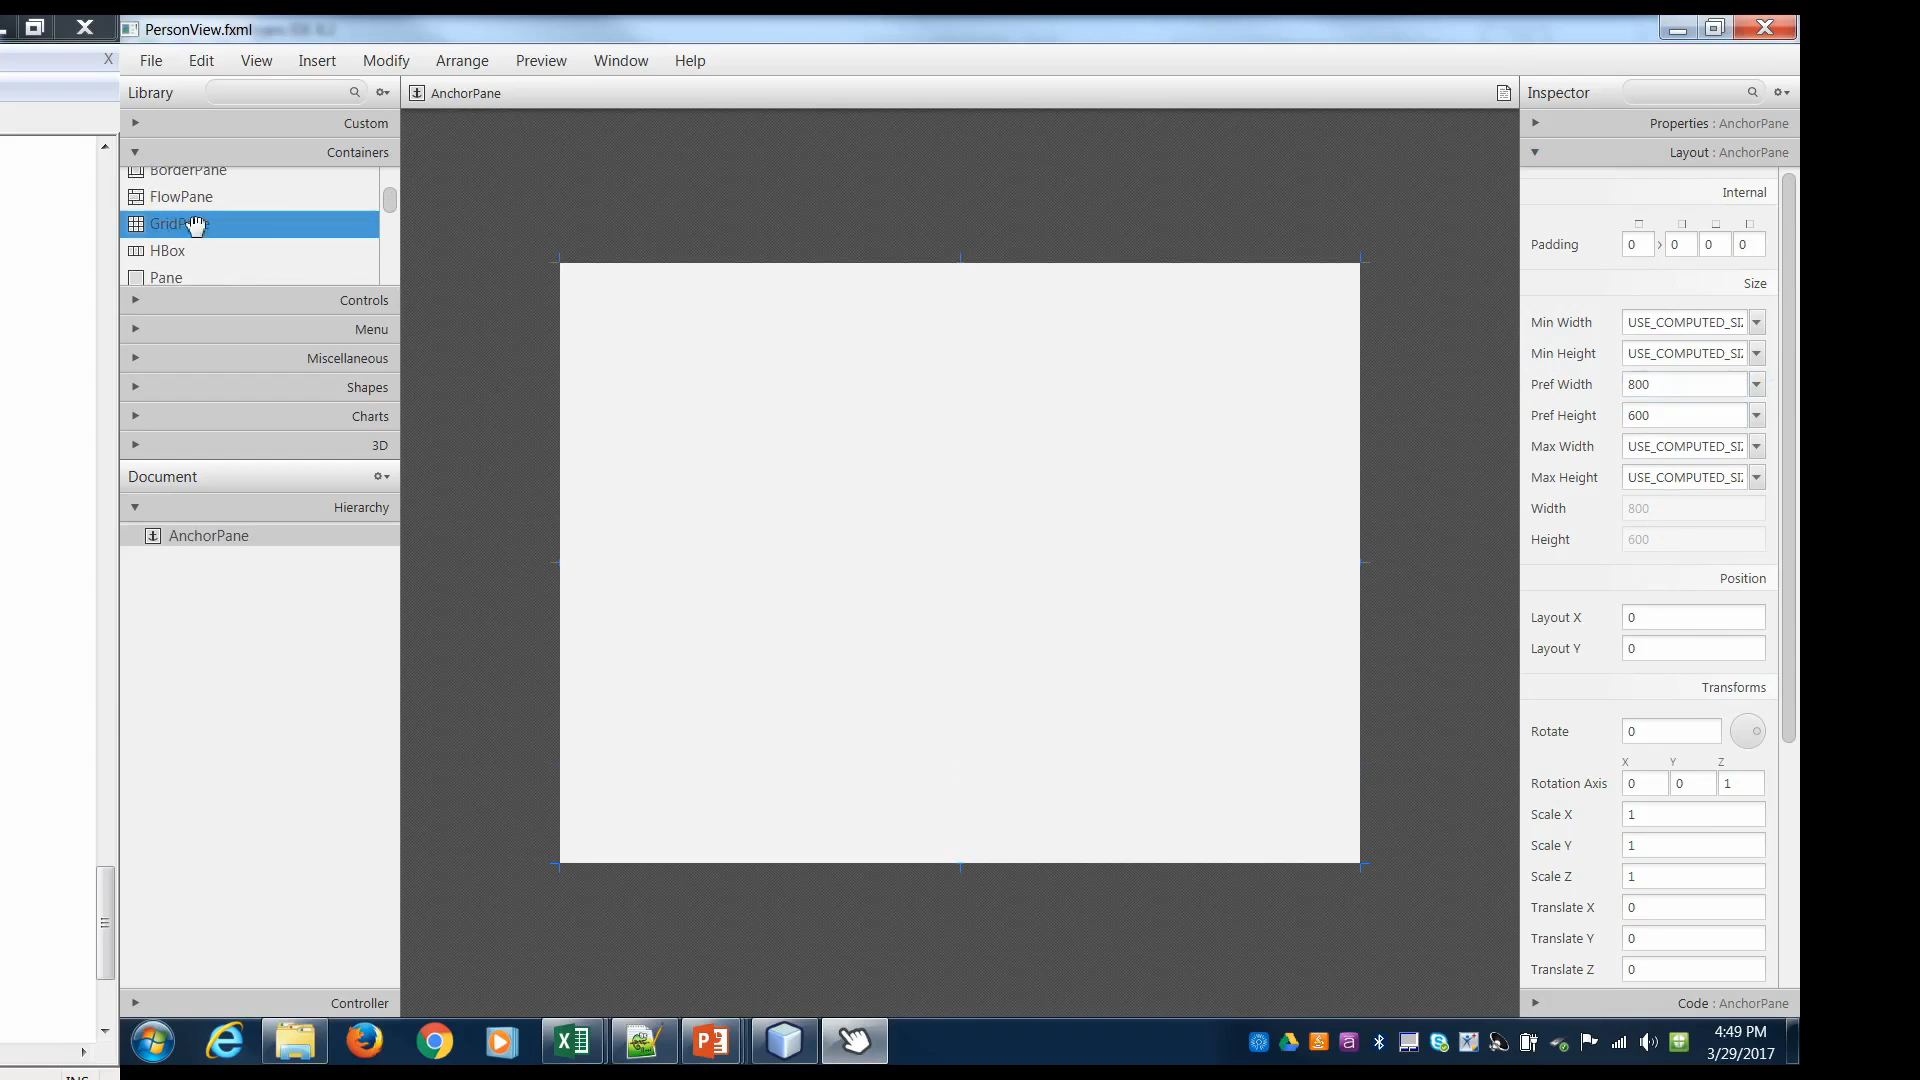 X
PersonView.fxml
File Edit View Insert Modify Arrange Preview Window Help
X
Library
AnchorPane
Inspector
Custom
Containers
BorderPane
FlowPane
HBox
Pane
Controls
Menu
Miscellaneous
Shapes
Charts
3D
Document
Hierarchy
AnchorPane
Controller
Properties : AnchorPane
Layout : AnchorPane
Internal
Padding 0 0 0 0
Size
Min Width USE_COMPUTED_SI
Min Height USE_COMPUTED_SI
Pref Width 800
Pref Height 600
Max Width USE_COMPUTED_SI
Max Height USE_COMPUTED_SI
Width 800
Height 600
Position
Layout X 0
Layout Y 0
Transforms
Rotate 0
X Y Z
Rotation Axis 0 0 1
Scale X 1
Scale Y 1
Scale Z 1
Translate X 0
Translate Y 0
Translate Z 0
Code : AnchorPane
4:49 PM
3/29/2017